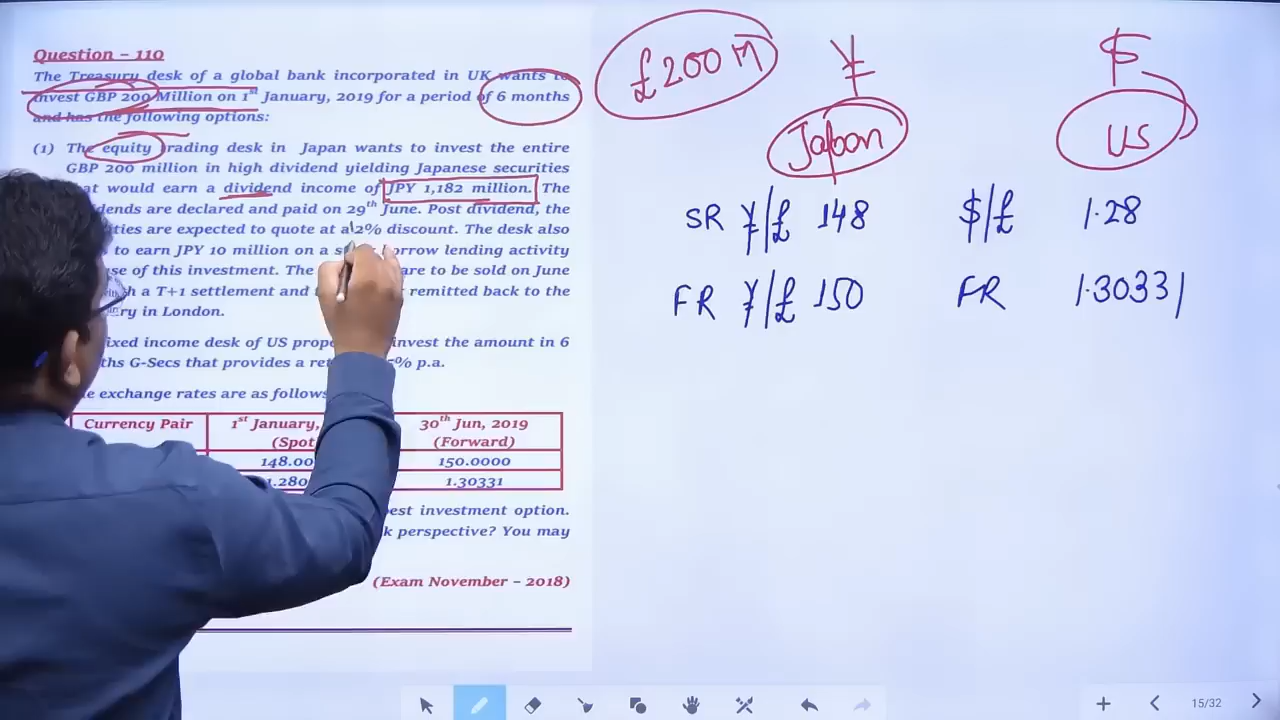 Question – 110
The Treasury desk of a global bank incorporated in UK wants to
invest GBP 200 Million on 1st January, 2019 for a period of 6 months
and has the following options:
(1) The equity trading desk in Japan wants to invest the entire
GBP 200 million in high dividend yielding Japanese securities
would earn a dividend income of JPY 1,182 million. The
are declared and paid on 29th June. Post dividend, the
are expected to quote at a 2% discount. The desk also
to earn JPY 10 million on a borrow lending activity
of this investment. The are to be sold on June
a T+1 settlement and remitted back to the
in London.
income desk of US invest the amount in 6
G-Secs that provides a % p.a.
exchange rates are as follows
Currency Pair 1st January, 30th Jun, 2019
(Spot (Forward)
148.00 150.0000
1.280 1.30331
investment option.
perspective? You may
(Exam November – 2018)
£200 M ¥ $
Japan US
SR ¥/£ 148 $/£ 1.28
FR ¥/£ 150 FR 1.30331
15/32